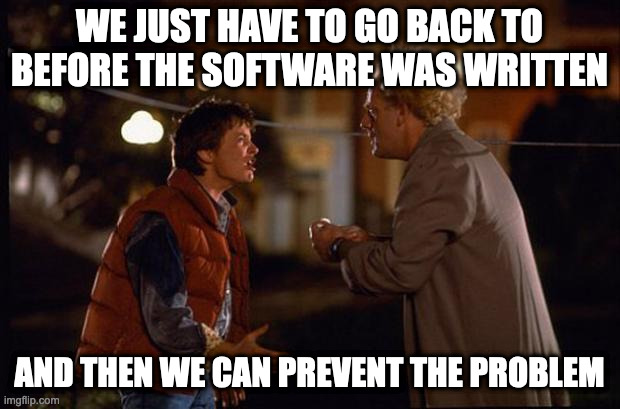 WE JUST HAVE TO GO BACK TO
BEFORE THE SOFTWARE WAS WRITTEN
AND THEN WE CAN PREVENT THE PROBLEM
imgflip.com